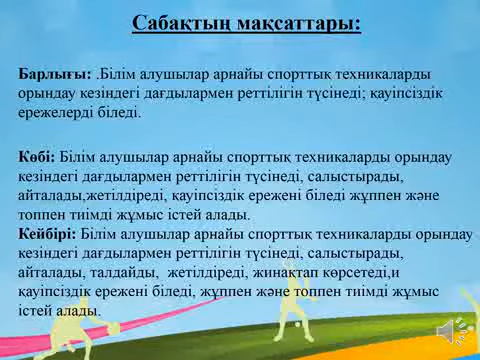 Сабақтың мақсаттары:
Барлығы: .Білім алушылар арнайы спорттық техникаларды
орындау кезіндегі дағдылармен реттілігін түсінеді; қауіпсіздік
ережелерді біледі.
Көбі: Білім алушылар арнайы спорттық техникаларды орындау
кезіндегі дағдылармен реттілігін түсінеді, салыстырады,
айталады,жетілдіреді, қауіпсіздік ережені біледі жұппен және
топпен тиімді жұмыс істей алады.
Кейбірі: Білім алушылар арнайы спорттық техникаларды орындау
кезіндегі дағдылармен реттілігін түсінеді, салыстырады,
айталады, талдайды, жетілдіреді, жинақтап көрсетеді,и
қауіпсіздік ережені біледі, жұппен және топпен тиімді жұмыс
істей алады.